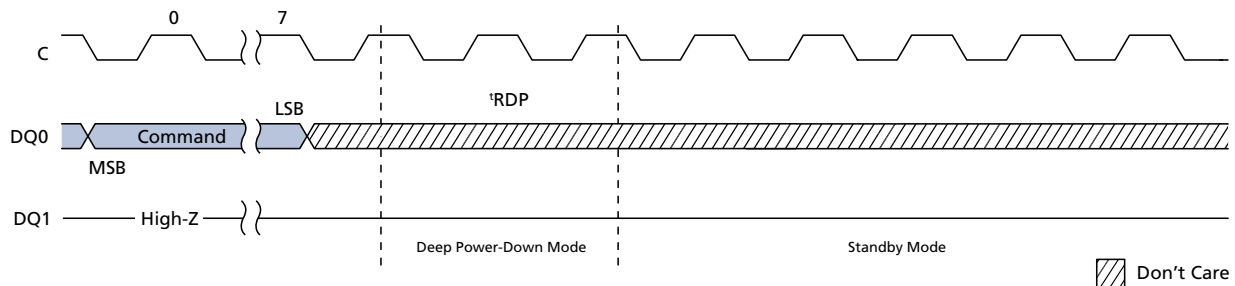 0 7
C
tRDP
LSB
DQ0 Command
MSB
DQ1 High-Z
Deep Power-Down Mode Standby Mode
Don't Care